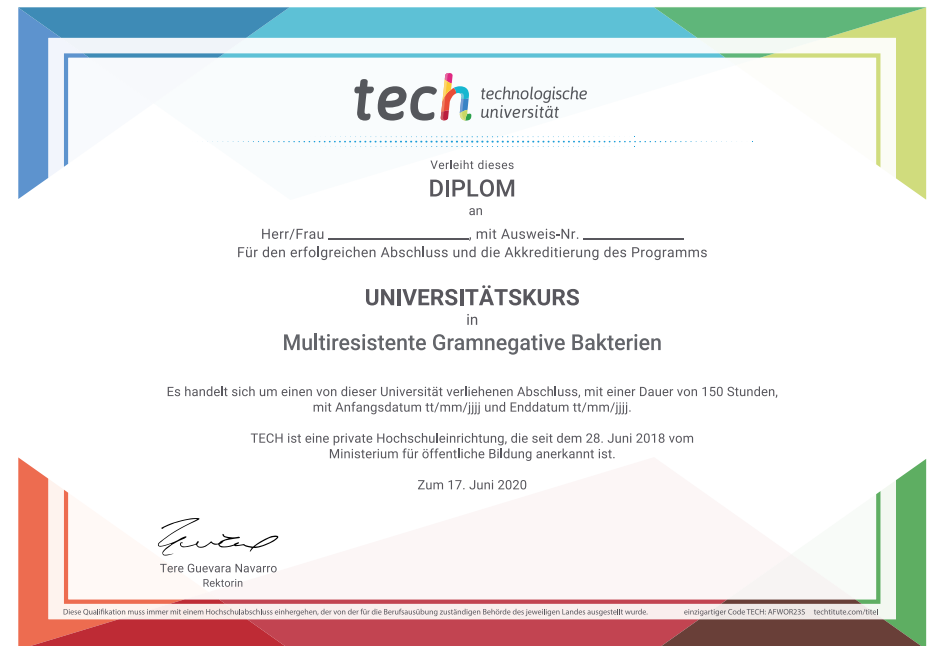 tech technologische
universität
Verleiht dieses
DIPLOM
an
Herr/Frau ____________________, mit Ausweis-Nr. ______________
Für den erfolgreichen Abschluss und die Akkreditierung des Programms
UNIVERSITÄTSKURS
in
Multiresistente Gramnegative Bakterien
Es handelt sich um einen von dieser Universität verliehenen Abschluss, mit einer Dauer von 150 Stunden,
mit Anfangsdatum tt/mm/jjjj und Enddatum tt/mm/jjjj.
TECH ist eine private Hochschuleinrichtung, die seit dem 28. Juni 2018 vom
Ministerium für öffentliche Bildung anerkannt ist.
Zum 17. Juni 2020
Tere Guevara Navarro
Rektorin
Diese Qualifikation muss immer mit einem Hochschulabschluss einhergehen, der von der für die Berufsausübung zuständigen Behörde des jeweiligen Landes ausgestellt wurde. einzigartiger Code TECH: AFWOR235 techtitute.com/titel